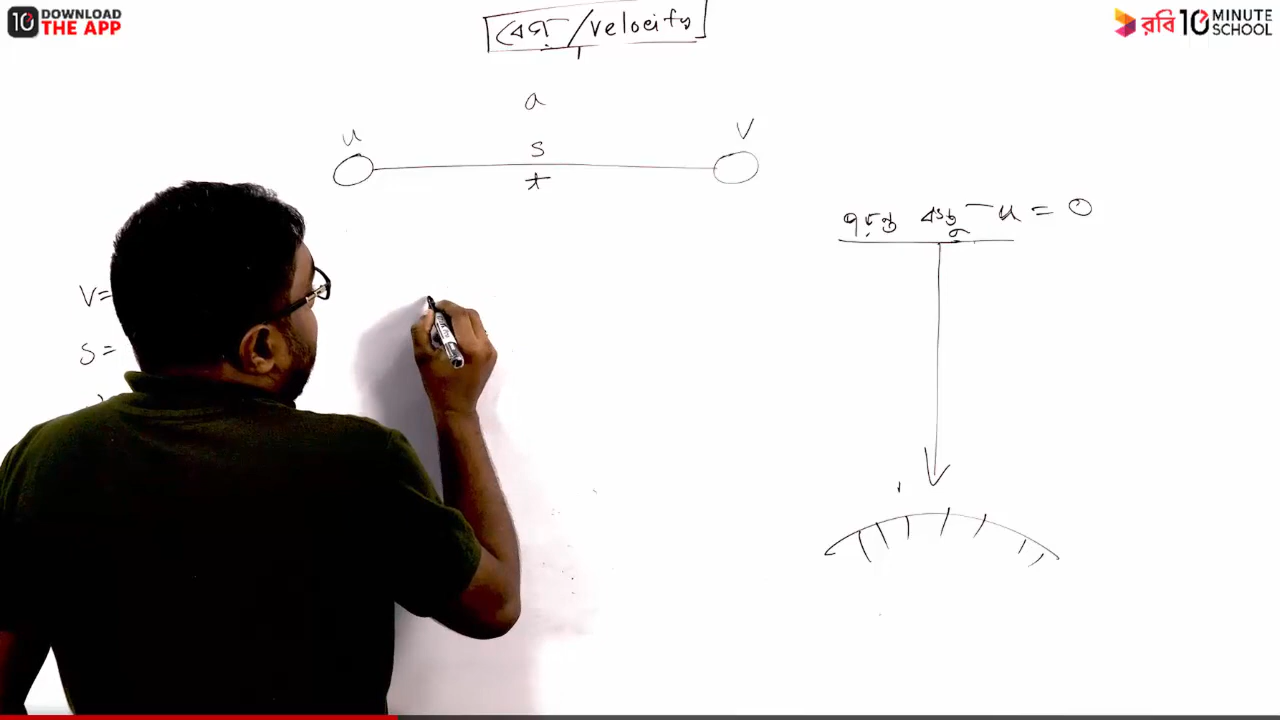 10 DOWNLOAD THE APP
রবি 10 MINUTE SCHOOL
বেগ /velocity
a
u
v
s
t
পড়ন্ত বস্তু - u = 0
v=
s=